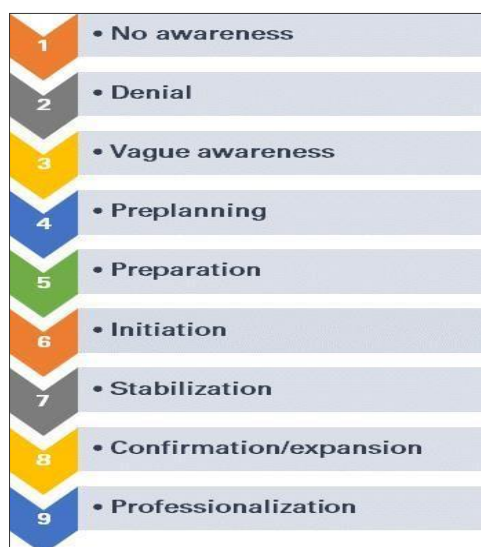 1 • No awareness
2 • Denial
3 • Vague awareness
4 • Preplanning
5 • Preparation
6 • Initiation
7 • Stabilization
8 • Confirmation/expansion
9 • Professionalization